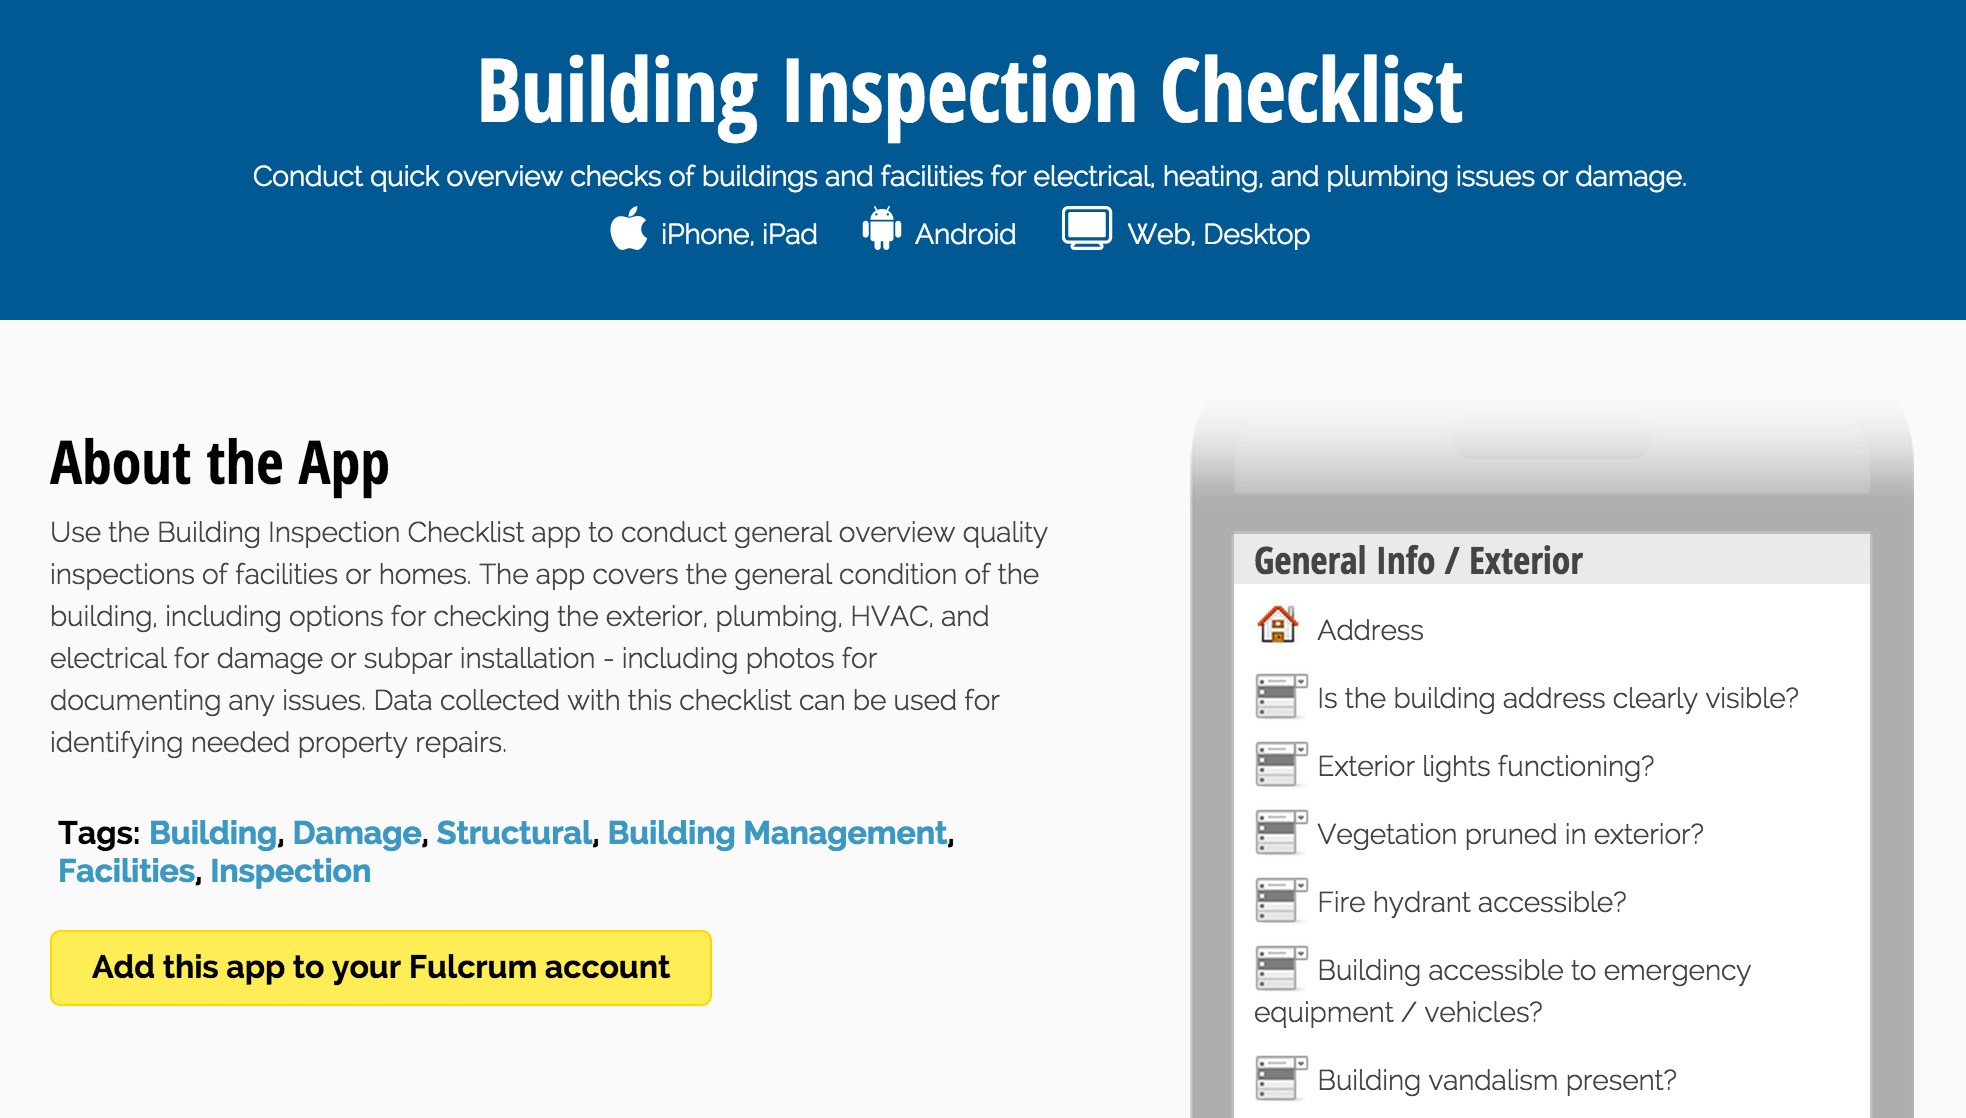 Building Inspection Checklist
Conduct quick overview checks of buildings and facilities for electrical, heating, and plumbing issues or damage.
iPhone, iPad Android Web, Desktop
About the App
Use the Building Inspection Checklist app to conduct general overview quality
inspections of facilities or homes. The app covers the general condition of the
building, including options for checking the exterior, plumbing, HVAC, and
electrical for damage or subpar installation - including photos for
documenting any issues. Data collected with this checklist can be used for
identifying needed property repairs.
Tags: Building, Damage, Structural, Building Management,
Facilities, Inspection
Add this app to your Fulcrum account
General Info / Exterior
Address
Is the building address clearly visible?
Exterior lights functioning?
Vegetation pruned in exterior?
Fire hydrant accessible?
Building accessible to emergency
equipment / vehicles?
Building vandalism present?